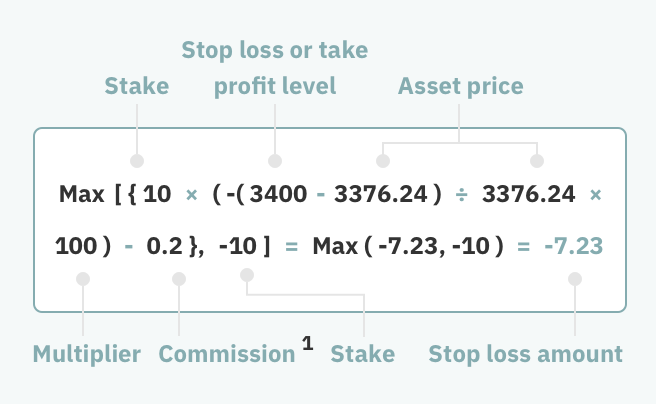 Stop loss or take
Stake profit level Asset price
Max [ { 10 × ( -( 3400 - 3376.24 ) ÷ 3376.24 ×
100 ) - 0.2 }, -10 ] = Max ( -7.23, -10 ) = -7.23
Multiplier Commission 1 Stake Stop loss amount